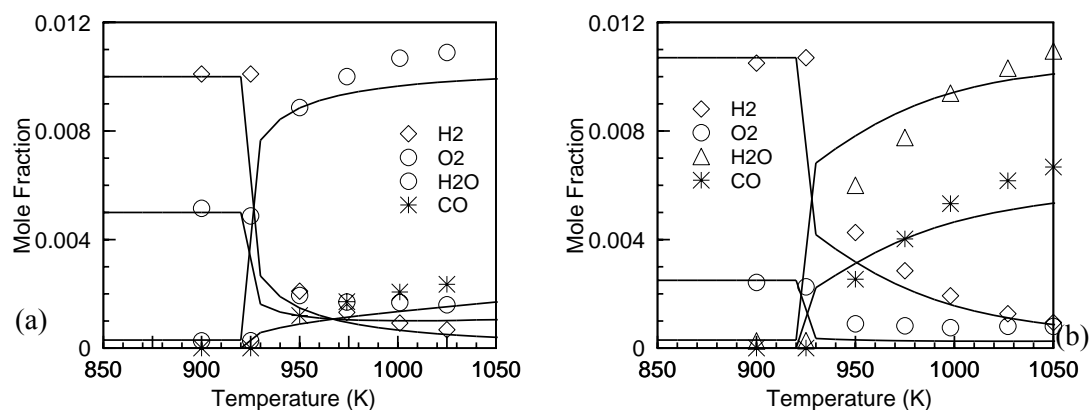 0.012
0.008
0.004
0
Mole Fraction
H2
O2
H2O
CO
(a)
850 900 950 1000 1050
Temperature (K)
0.012
0.008
0.004
0
Mole Fraction
H2
O2
H2O
CO
(b)
850 900 950 1000 1050
Temperature (K)